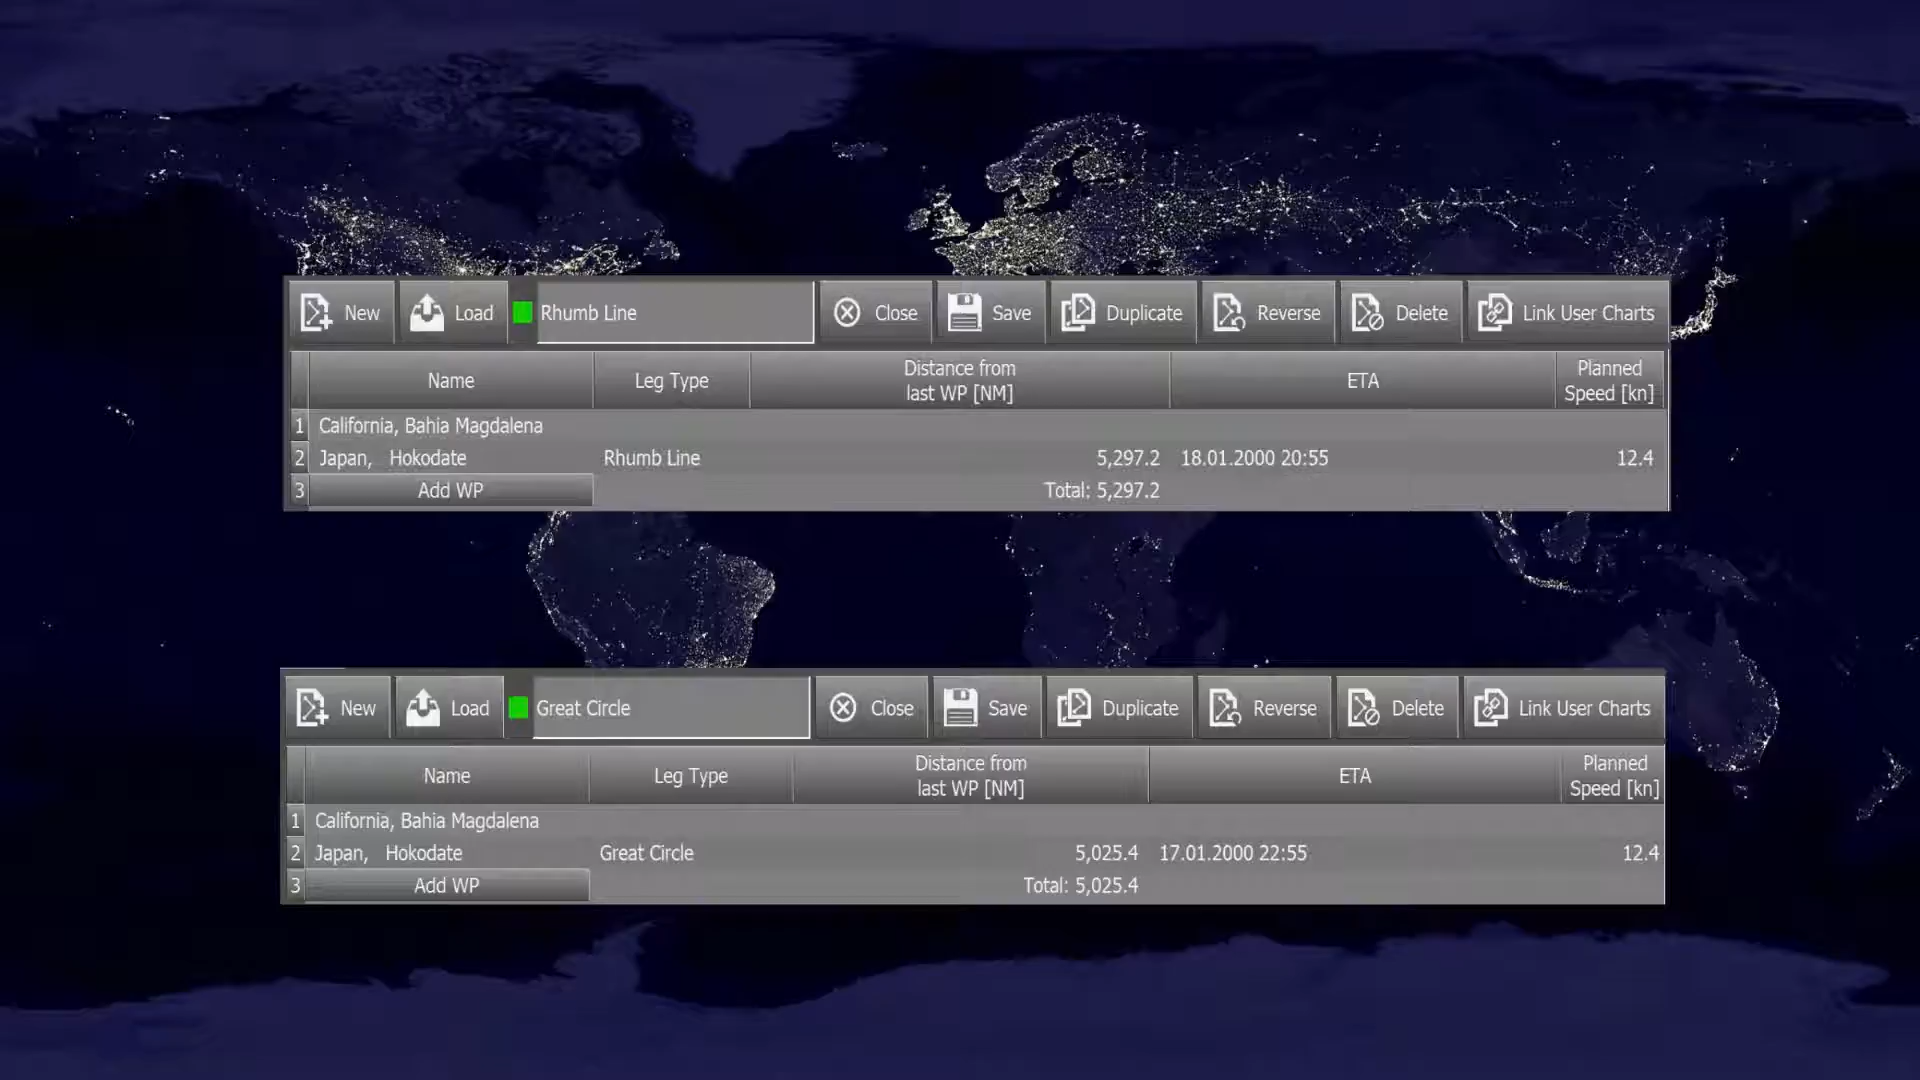 New Load Rhumb Line Close Save Duplicate Reverse Delete Link User Charts
Name Leg Type Distance from last WP [NM] ETA Planned Speed [kn]
1 California, Bahia Magdalena
2 Japan, Hokodate Rhumb Line 5,297.2 18.01.2000 20:55 12.4
3 Add WP Total: 5,297.2
New Load Great Circle Close Save Duplicate Reverse Delete Link User Charts
Name Leg Type Distance from last WP [NM] ETA Planned Speed [kn]
1 California, Bahia Magdalena
2 Japan, Hokodate Great Circle 5,025.4 17.01.2000 22:55 12.4
3 Add WP Total: 5,025.4